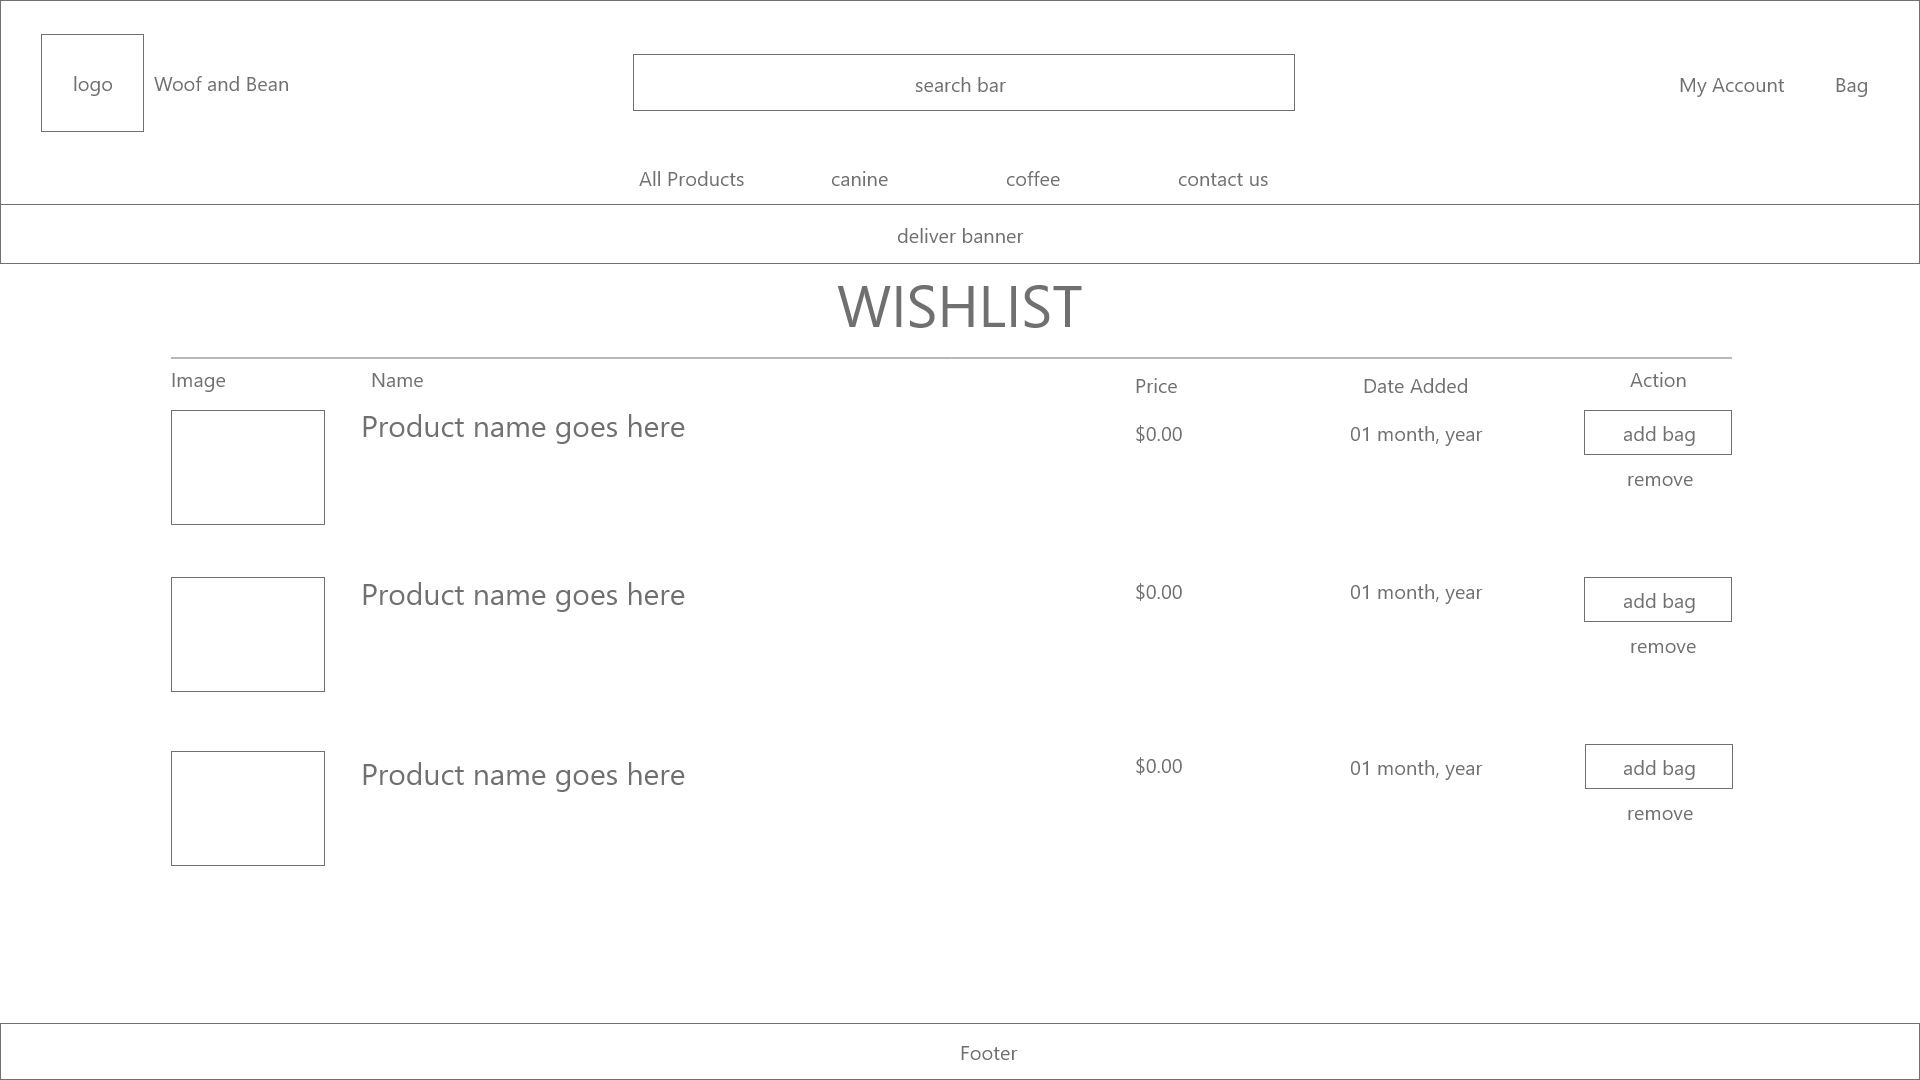 logo
Woof and Bean
search bar
My Account
Bag
All Products
canine
coffee
contact us
deliver banner
WISHLIST
Image
Name
Price
Date Added
Action
Product name goes here
$0.00
01 month, year
add bag
remove
Product name goes here
$0.00
01 month, year
add bag
remove
Product name goes here
$0.00
01 month, year
add bag
remove
Footer